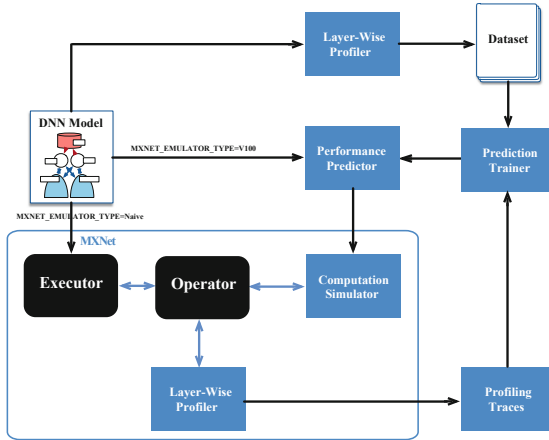 Layer-Wise
Profiler
Dataset
DNN Model
MXNET_EMULATOR_TYPE=V100
Performance
Predictor
Prediction
Trainer
MXNET_EMULATOR_TYPE=Naive
MXNet
Executor
Operator
Computation
Simulator
Layer-Wise
Profiler
Profiling
Traces